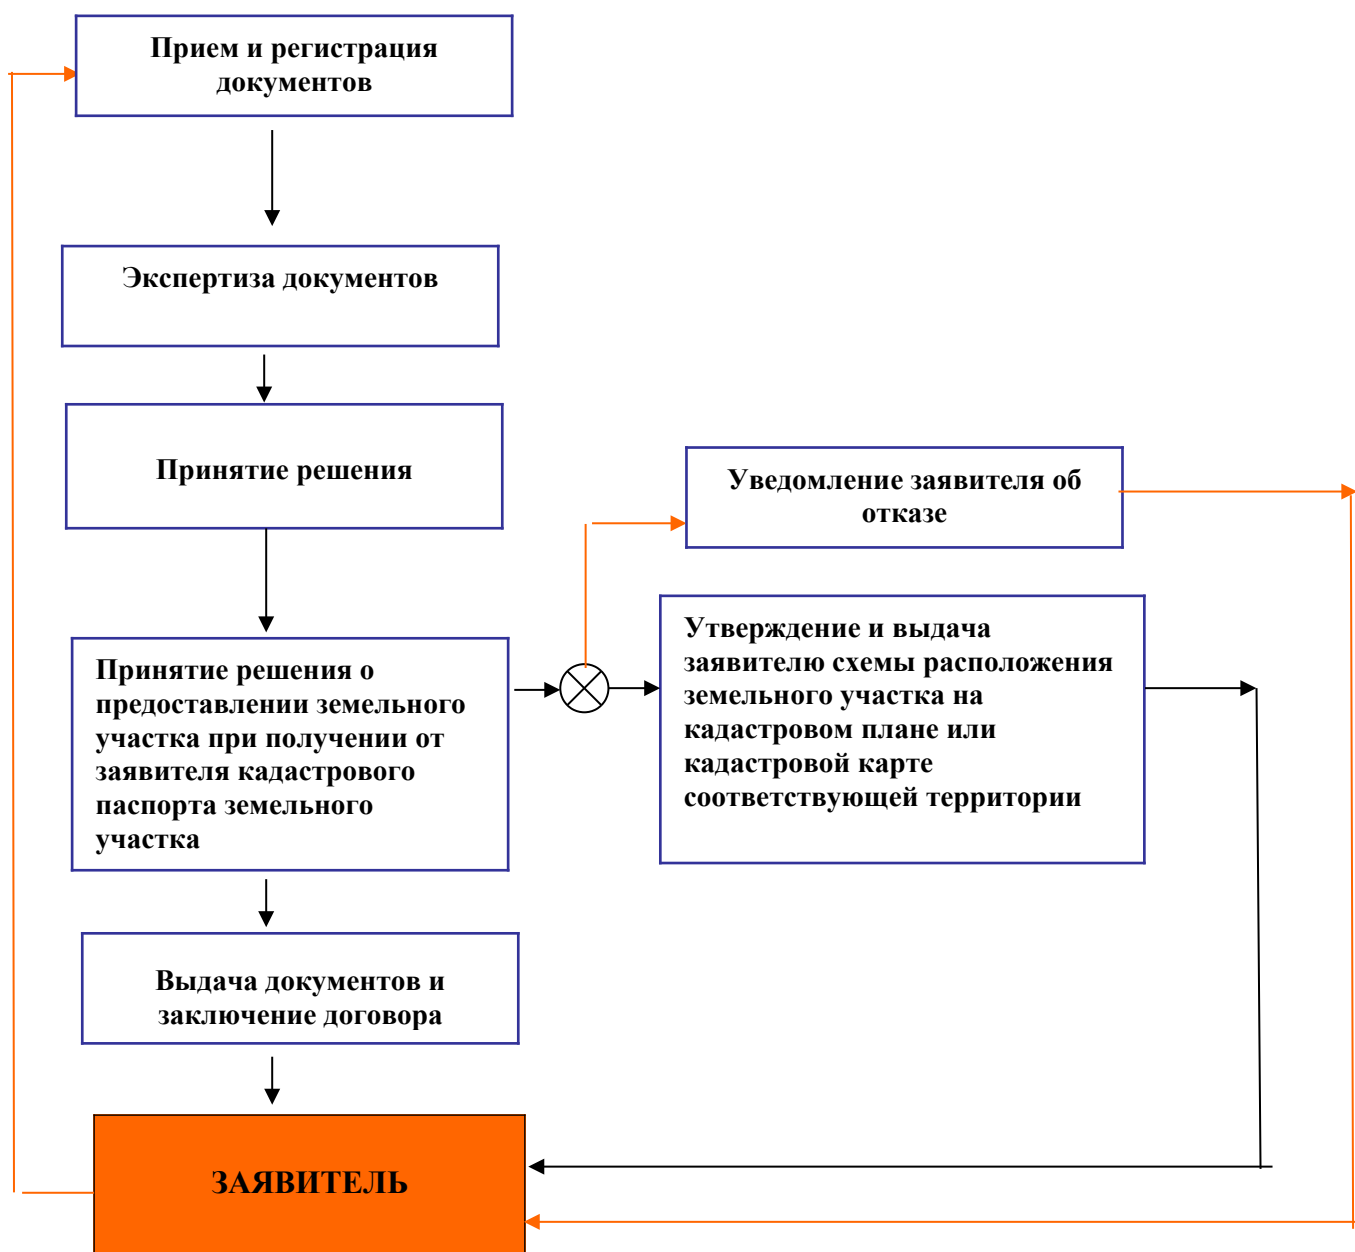 Прием и регистрация
документов
Экспертиза документов
Принятие решения
Уведомление заявителя об
отказе
Принятие решения о
предоставлении земельного
участка при получении от
заявителя кадастрового
паспорта земельного
участка
Утверждение и выдача
заявителю схемы расположения
земельного участка на
кадастровом плане или
кадастровой карте
соответствующей территории
Выдача документов и
заключение договора
ЗАЯВИТЕЛЬ